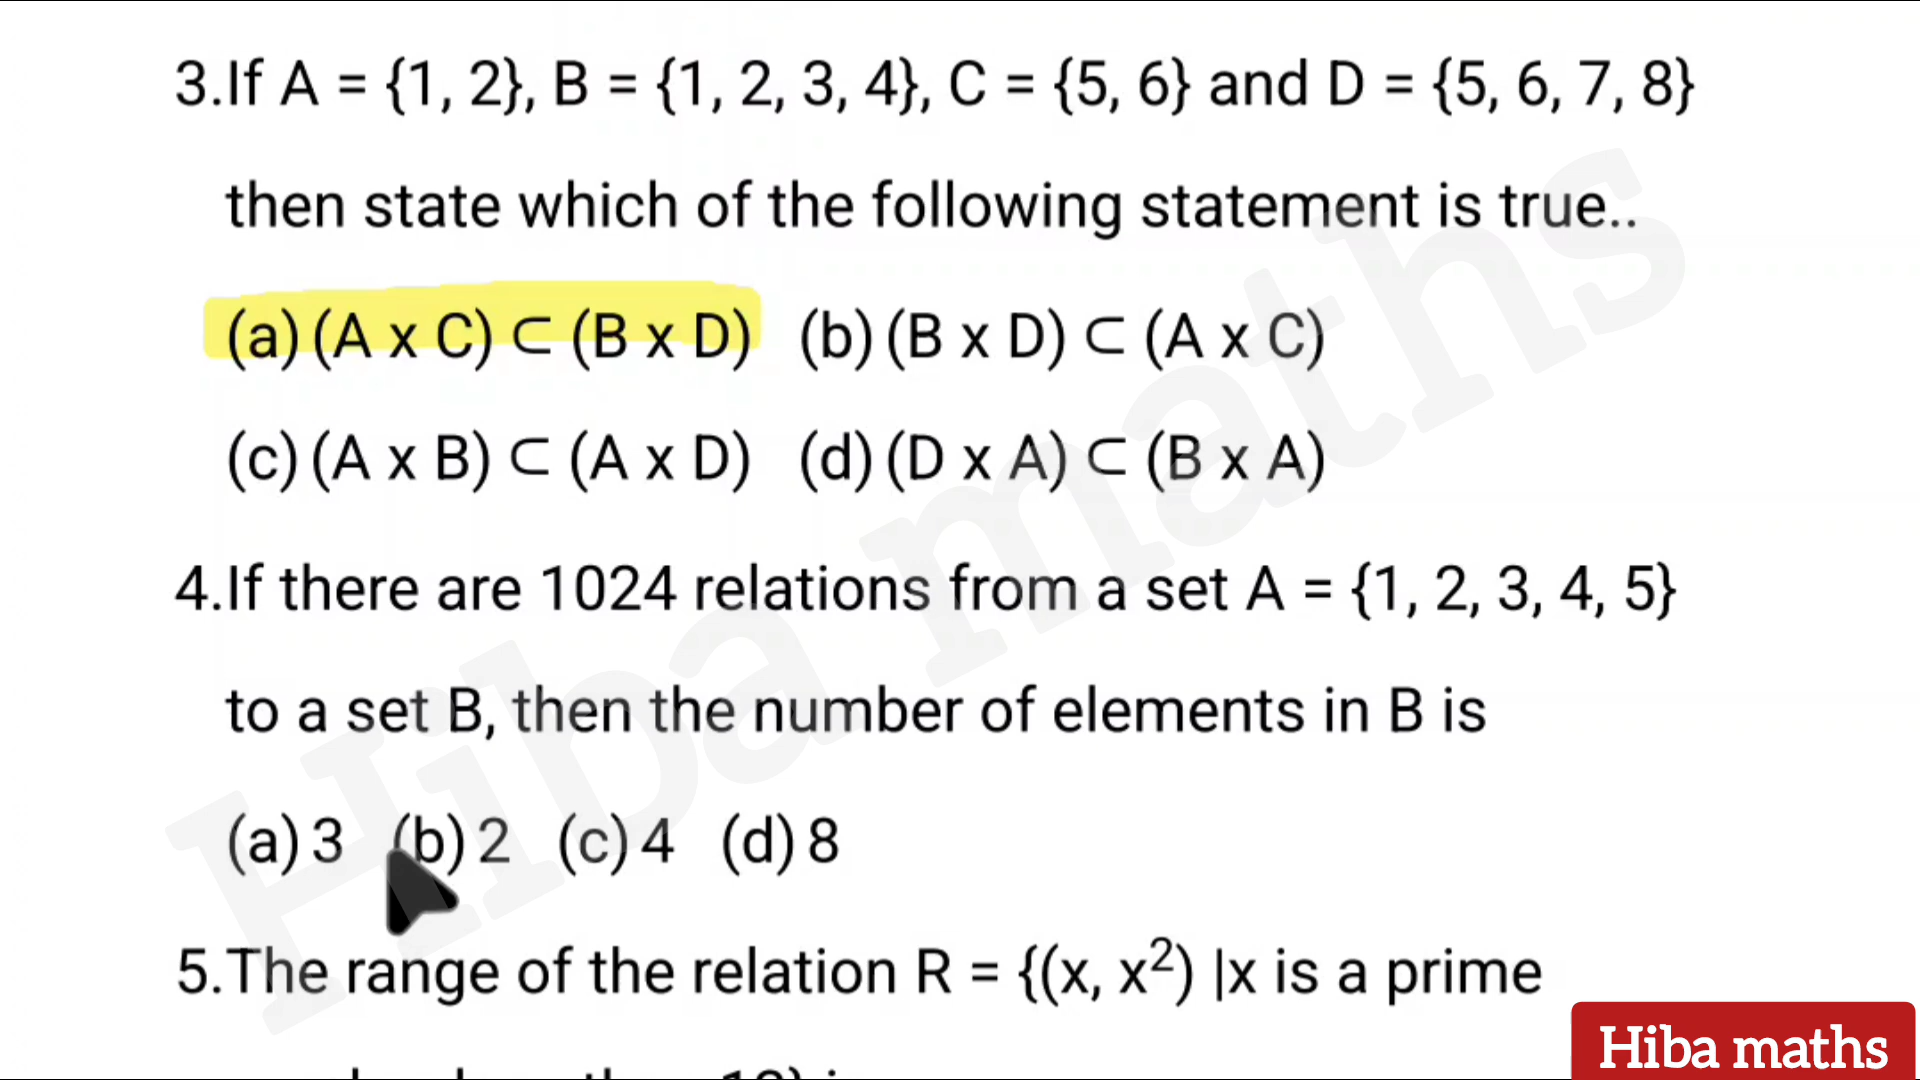 3.If A = {1, 2}, B = {1, 2, 3, 4}, C = {5, 6} and D = {5, 6, 7, 8}
then state which of the following statement is true..
(a) (A x C) ⊂ (B x D) (b) (B x D) ⊂ (A x C)
(c) (A x B) ⊂ (A x D) (d) (D x A) ⊂ (B x A)
4.If there are 1024 relations from a set A = {1, 2, 3, 4, 5}
to a set B, then the number of elements in B is
(a) 3 (b) 2 (c) 4 (d) 8
5.The range of the relation R = {(x, x²) |x is a prime
Hiba maths
Hiba maths